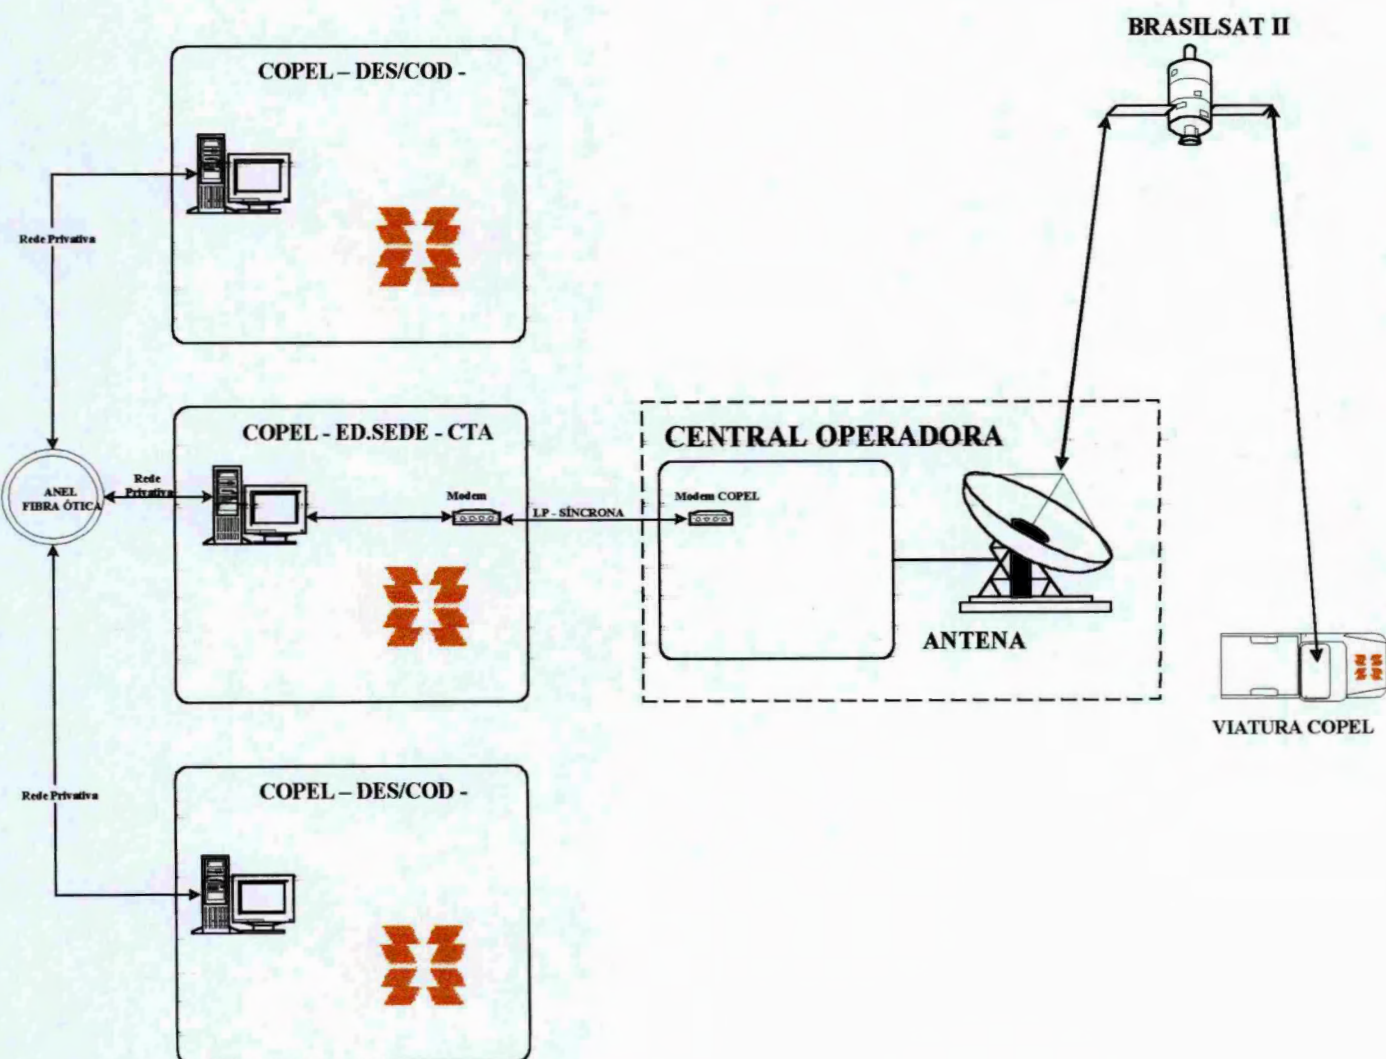 BRASILSAT II
COPEL – DES/COD -
Rede Privativa
COPEL - ED.SEDE - CTA
CENTRAL OPERADORA
ANEL
FIBRA ÓTICA
Rede
Privativa
Modem
LP - SÍNCRONA
Modem COPEL
ANTENA
VIATURA COPEL
COPEL – DES/COD -
Rede Privativa